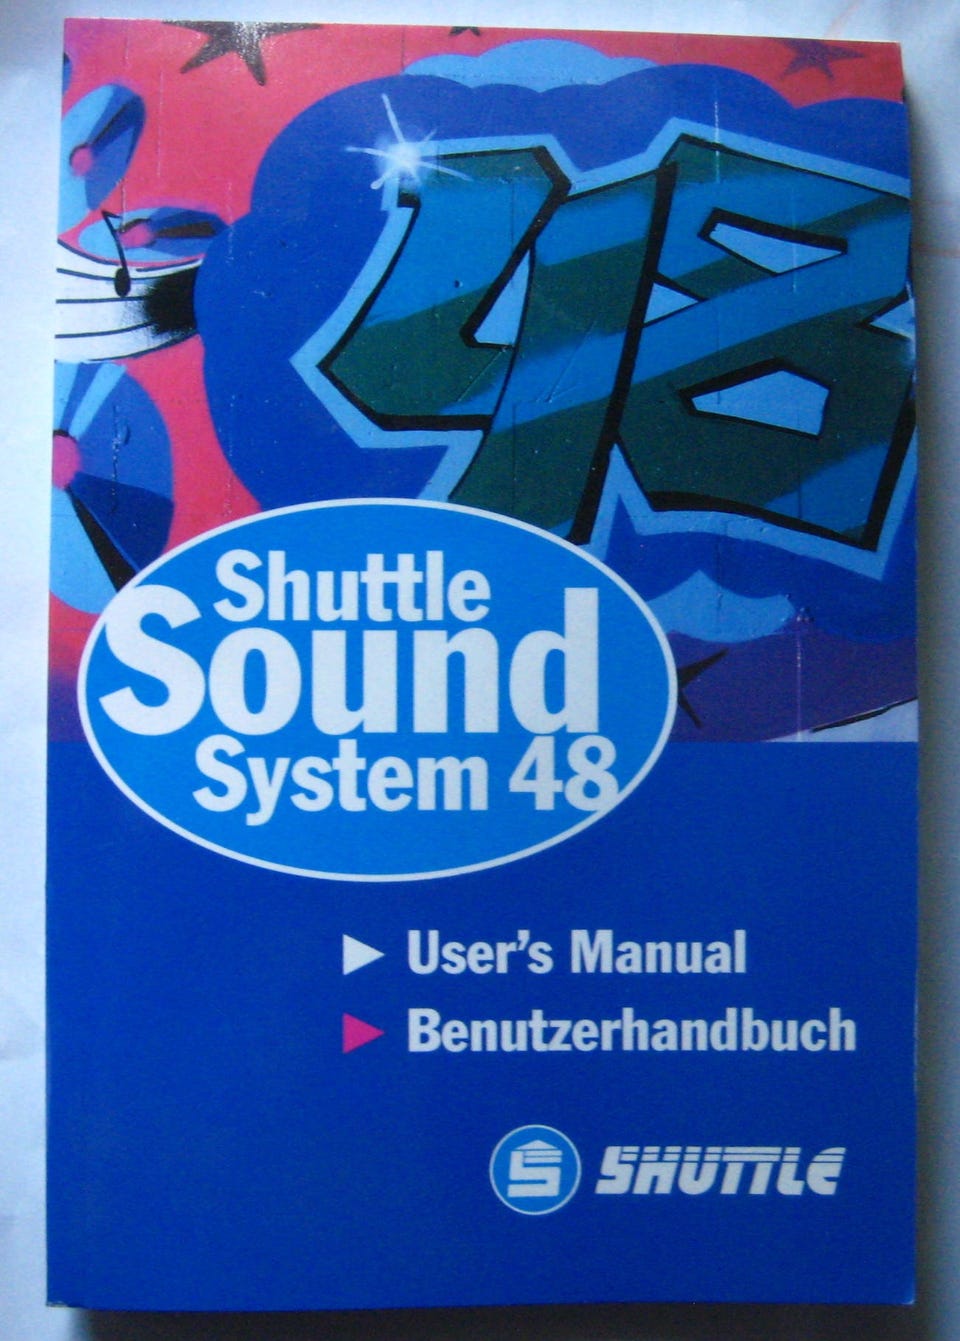 48
Shuttle
Sound
System 48
User's Manual
Benutzerhandbuch
S SHUTTLE